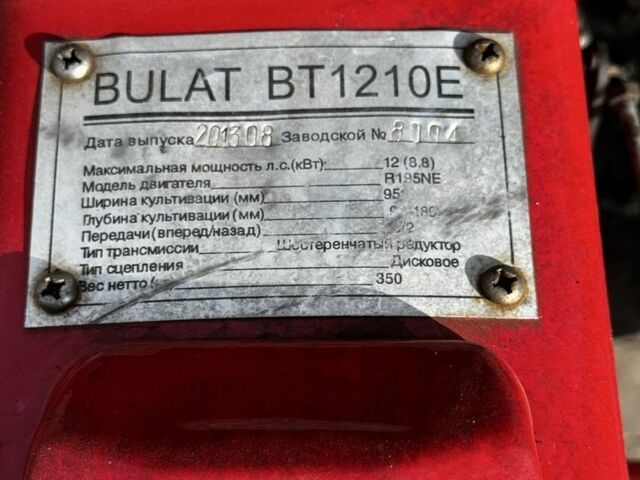 BULAT BT1210E
Дата выпуска 201308 Заводской № 8004
Максимальная мощность л.с.(кВт): 12 (8.8)
Модель двигателя R195NE
Ширина культивации (мм)
Глубина культивации (мм)
Передачи (вперед/назад)
Тип трансмиссии Шестеренчатый редуктор
Тип сцепления Дисковое
Вес нетто 350